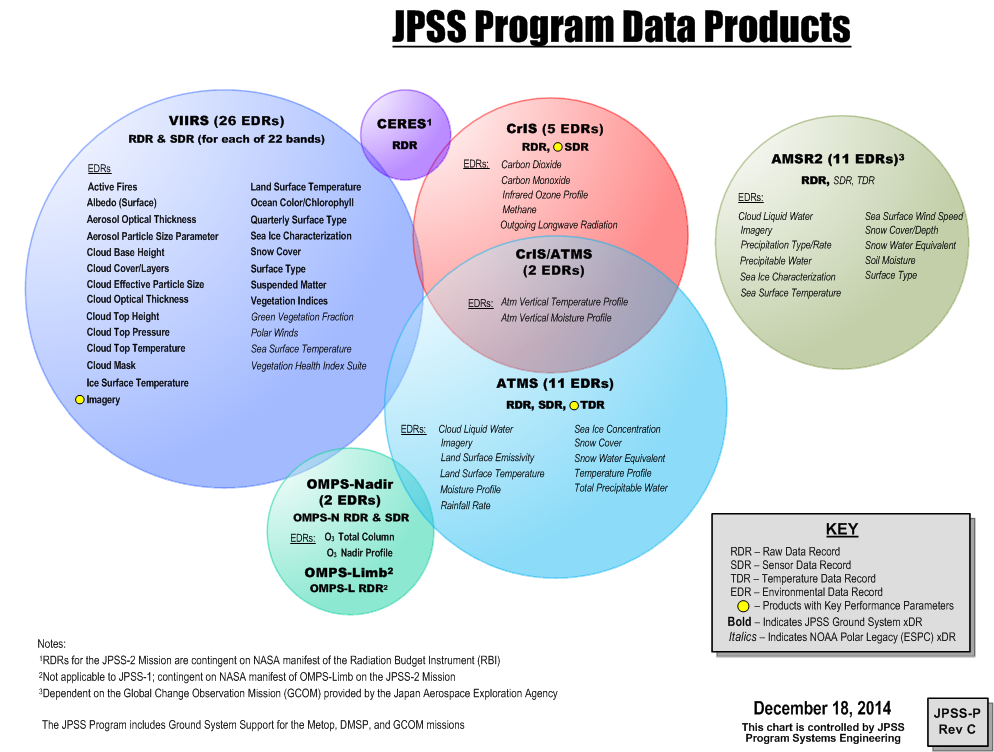 JPSS Program Data Products
VIIRS (26 EDRs)
RDR & SDR (for each of 22 bands)
EDRs
Active Fires
Albedo (Surface)
Aerosol Optical Thickness
Aerosol Particle Size Parameter
Cloud Base Height
Cloud Cover/Layers
Cloud Effective Particle Size
Cloud Optical Thickness
Cloud Top Height
Cloud Top Pressure
Cloud Top Temperature
Cloud Mask
Ice Surface Temperature
Imagery
Land Surface Temperature
Ocean Color/Chlorophyll
Quarterly Surface Type
Sea Ice Characterization
Snow Cover
Surface Type
Suspended Matter
Vegetation Indices
Green Vegetation Fraction
Polar Winds
Sea Surface Temperature
Vegetation Health Index Suite
CERES¹
RDR
CrIS (5 EDRs)
RDR, SDR
EDRs: Carbon Dioxide
Carbon Monoxide
Infrared Ozone Profile
Methane
Outgoing Longwave Radiation
CrIS/ATMS
(2 EDRs)
EDRs: Atm Vertical Temperature Profile
Atm Vertical Moisture Profile
ATMS (11 EDRs)
RDR, SDR, TDR
EDRs: Cloud Liquid Water
Imagery
Land Surface Emissivity
Land Surface Temperature
Moisture Profile
Rainfall Rate
Sea Ice Concentration
Snow Cover
Snow Water Equivalent
Temperature Profile
Total Precipitable Water
AMSR2 (11 EDRs)³
RDR, SDR, TDR
EDRs:
Cloud Liquid Water
Imagery
Precipitation Type/Rate
Precipitable Water
Sea Ice Characterization
Sea Surface Temperature
Sea Surface Wind Speed
Snow Cover/Depth
Snow Water Equivalent
Soil Moisture
Surface Type
OMPS-Nadir
(2 EDRs)
OMPS-N RDR & SDR
EDRs: O₃ Total Column
O₃ Nadir Profile
OMPS-Limb²
OMPS-L RDR²
KEY
RDR – Raw Data Record
SDR – Sensor Data Record
TDR – Temperature Data Record
EDR – Environmental Data Record
– Products with Key Performance Parameters
Bold – Indicates JPSS Ground System xDR
Italics – Indicates NOAA Polar Legacy (ESPC) xDR
Notes:
¹RDRs for the JPSS-2 Mission are contingent on NASA manifest of the Radiation Budget Instrument (RBI)
²Not applicable to JPSS-1; contingent on NASA manifest of OMPS-Limb on the JPSS-2 Mission
³Dependent on the Global Change Observation Mission (GCOM) provided by the Japan Aerospace Exploration Agency
The JPSS Program includes Ground System Support for the Metop, DMSP, and GCOM missions
December 18, 2014
This chart is controlled by JPSS
Program Systems Engineering
JPSS-P
Rev C